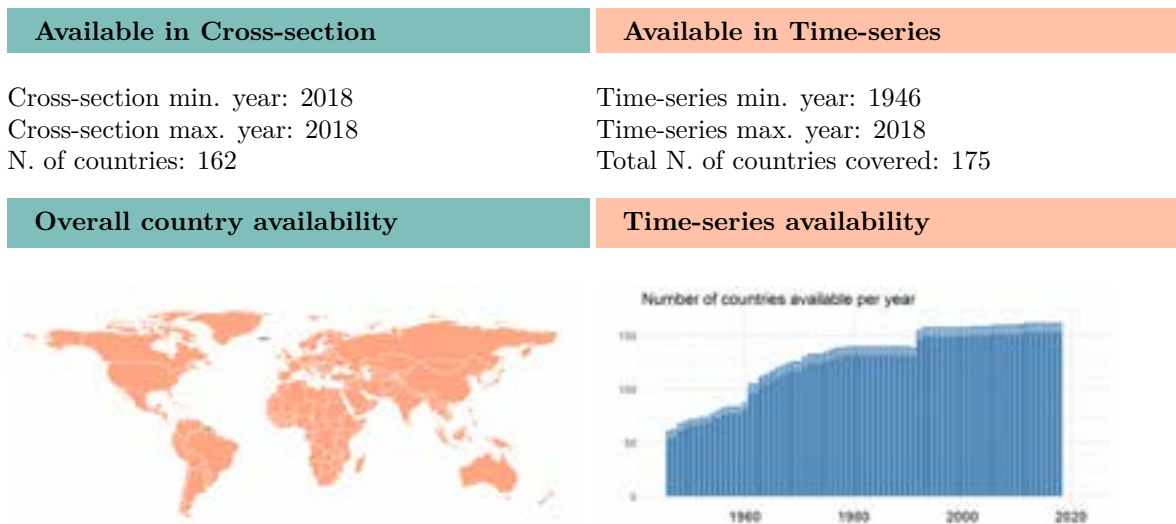 Available in Cross-section
Available in Time-series
Cross-section min. year: 2018
Cross-section max. year: 2018
N. of countries: 162
Time-series min. year: 1946
Time-series max. year: 2018
Total N. of countries covered: 175
Overall country availability
Time-series availability
Number of countries available per year
150
100
50
0
1960
1980
2000
2020